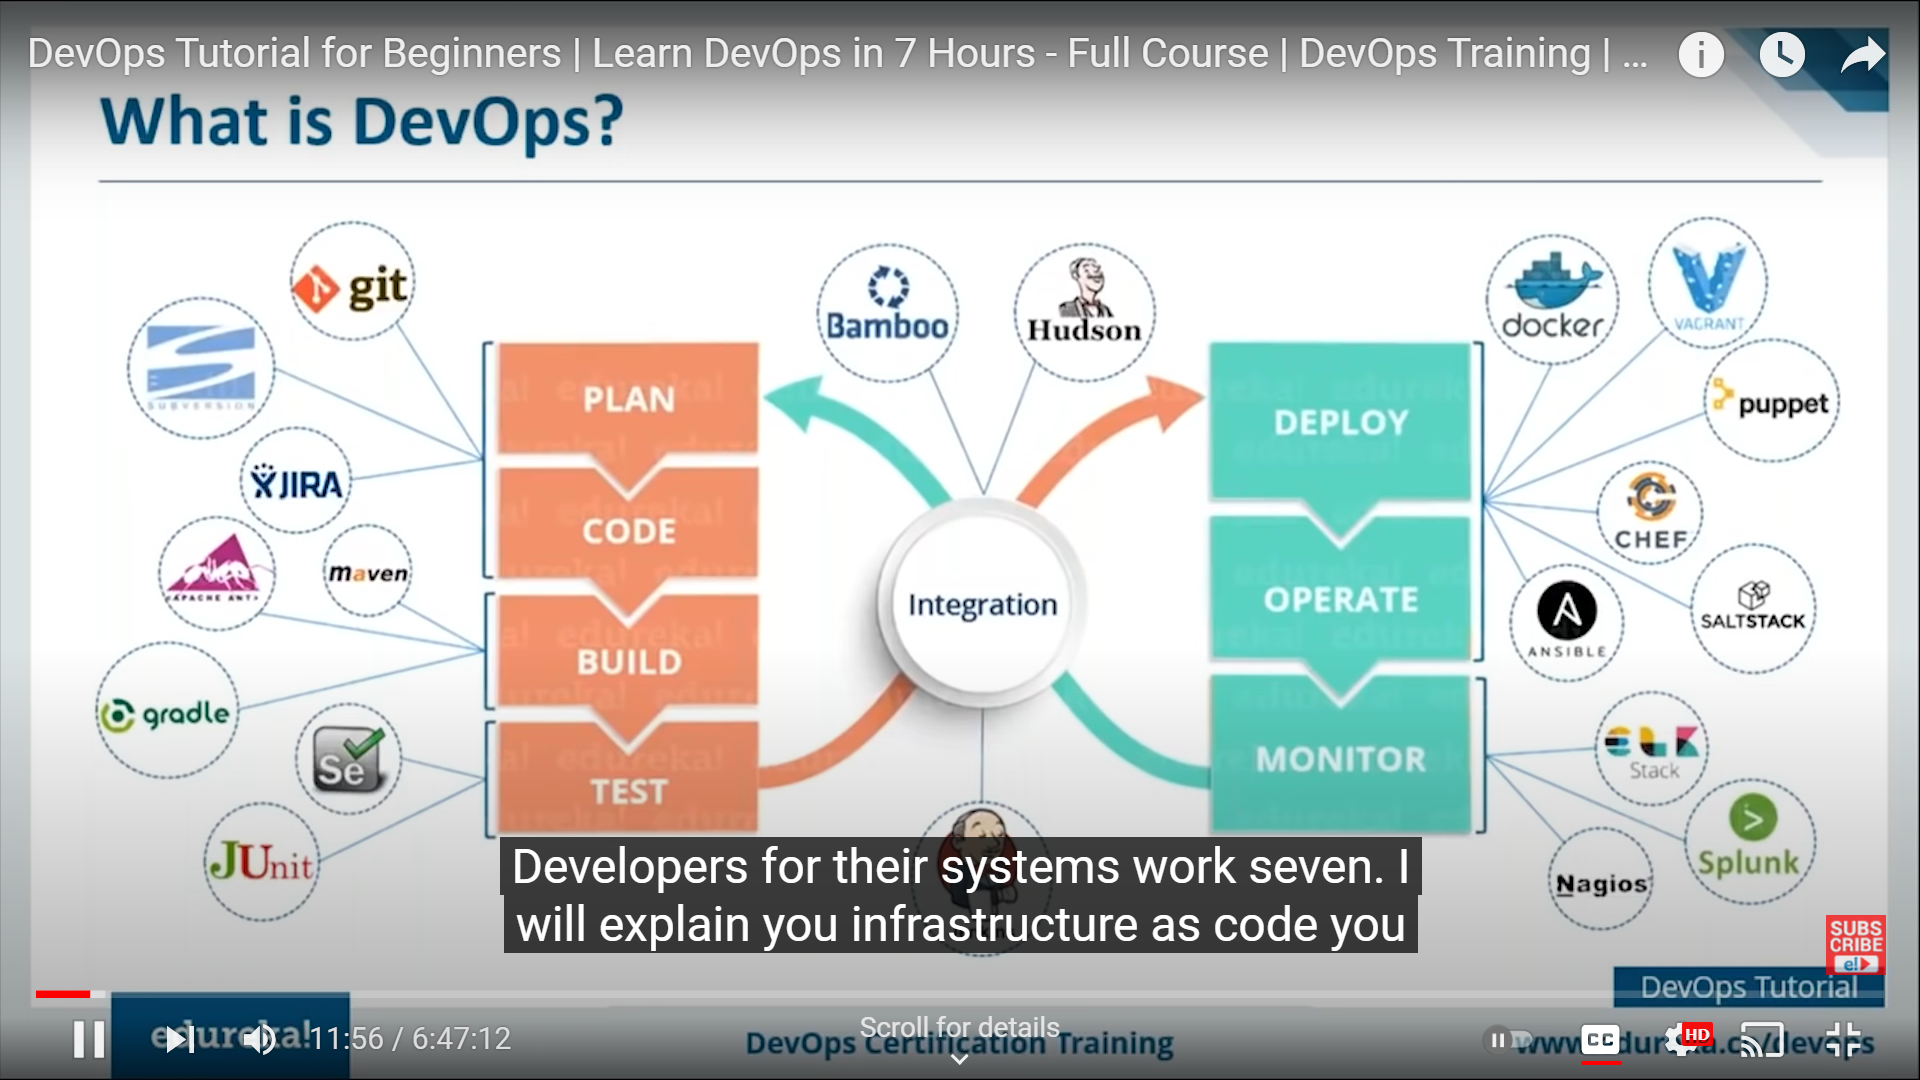 DevOps Tutorial for Beginners | Learn DevOps in 7 Hours - Full Course | DevOps Training | ...
What is DevOps?
git
SUBVERSION
JIRA
APACHE ANT
maven
gradle
Se
JUnit
PLAN
CODE
BUILD
TEST
Bamboo
Hudson
Integration
DEPLOY
OPERATE
MONITOR
docker
VAGRANT
puppet
CHEF
SALTSTACK
ANSIBLE
ELK
Stack
Splunk
Nagios
Developers for their systems work seven. I
will explain you infrastructure as code you
SUBS
CRIBE
e!
DevOps Tutorial
edureka!
11:56 / 6:47:12
Scroll for details
DevOps Certification Training
CC
HD
www.edureka.co/devops